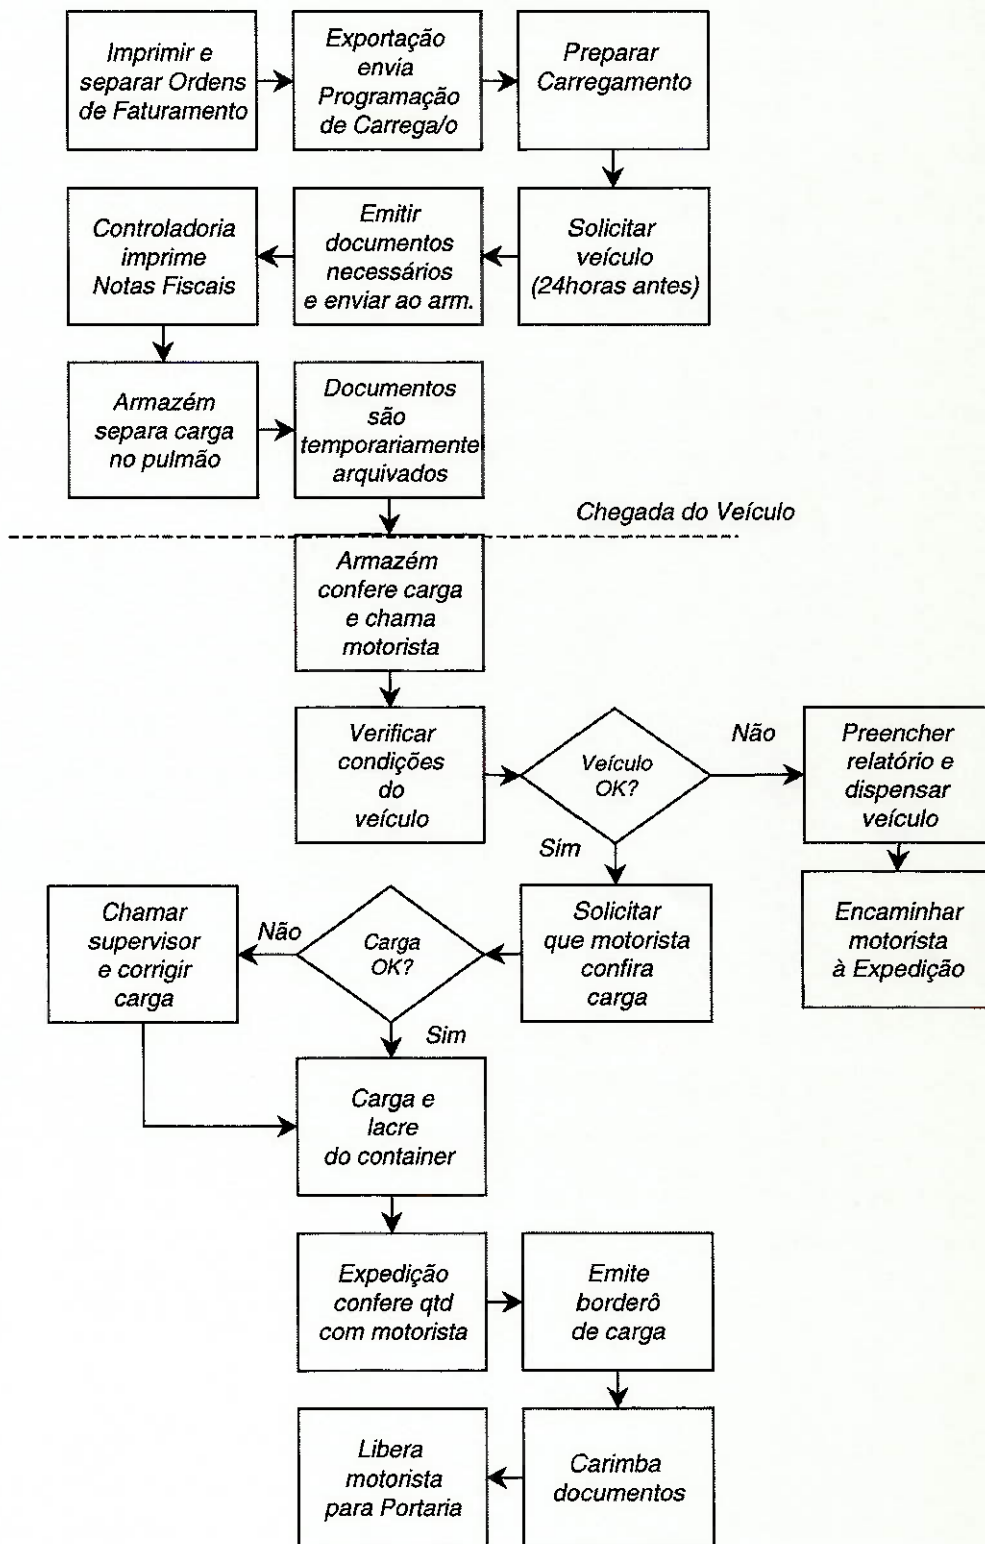 Imprimir e
separar Ordens
de Faturamento
Exportação
envia
Programação
de Carrega/o
Preparar
Carregamento
Controladoria
imprime
Notas Fiscais
Emitir
documentos
necessários
e enviar ao arm.
Solicitar
veículo
(24horas antes)
Armazém
separa carga
no pulmão
Documentos
são
temporariamente
arquivados
Chegada do Veículo
Armazém
confere carga
e chama
motorista
Verificar
condições
do
veículo
Veículo
OK?
Não
Preencher
relatório e
dispensar
veículo
Sim
Chamar
supervisor
e corrigir
carga
Não
Carga
OK?
Solicitar
que motorista
confira
carga
Encaminhar
motorista
à Expedição
Sim
Carga e
lacre
do container
Expedição
confere qtd
com motorista
Emite
borderô
de carga
Libera
motorista
para Portaria
Carimba
documentos